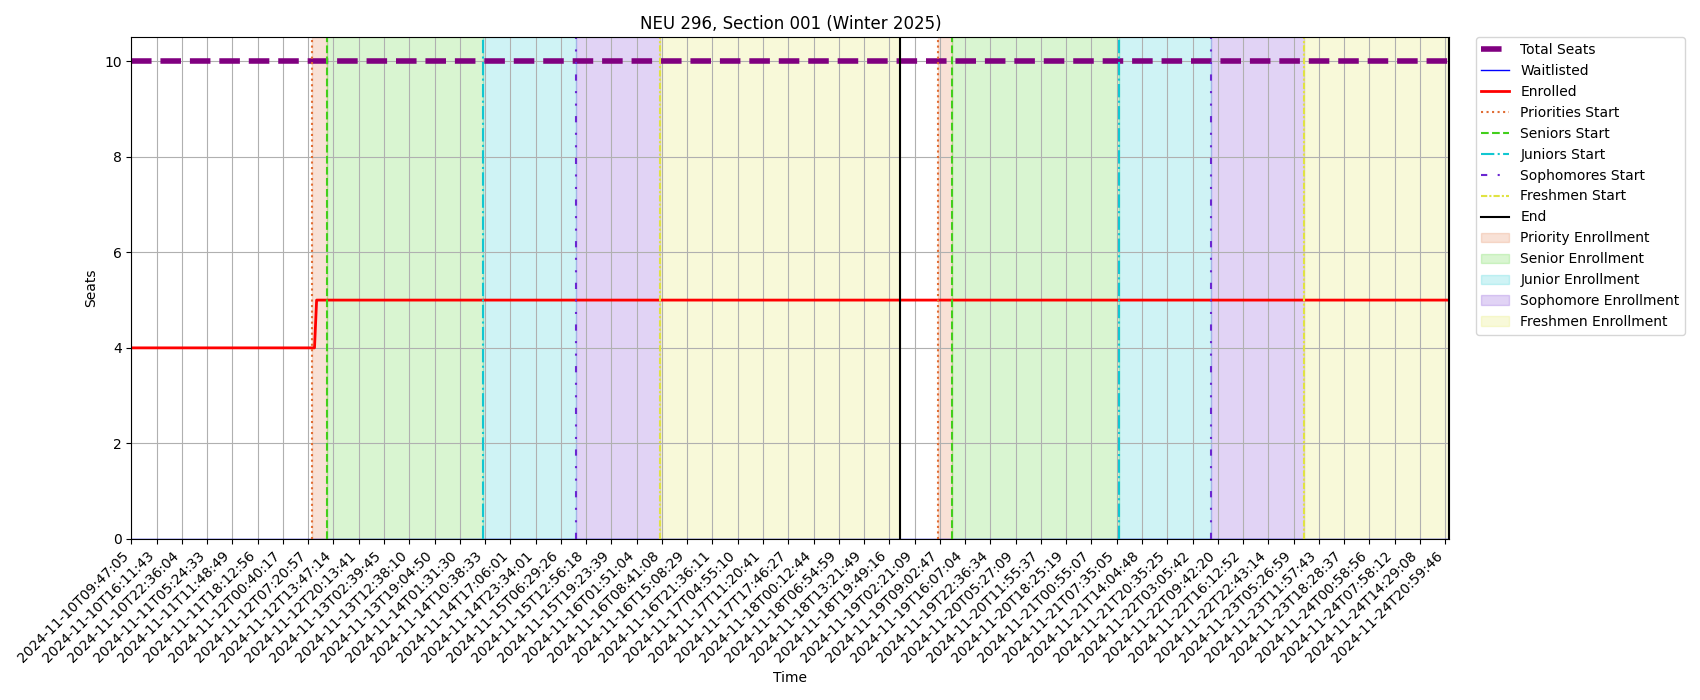 NEU 296, Section 001 (Winter 2025)
10
8
6
4
2
0
Seats
2024-11-10T09:47:05
2024-11-10T16:11:43
2024-11-10T22:36:04
2024-11-11T05:24:33
2024-11-11T11:48:49
2024-11-11T18:12:56
2024-11-12T00:40:17
2024-11-12T07:20:57
2024-11-12T13:47:14
2024-11-12T20:13:41
2024-11-13T02:39:45
2024-11-13T12:38:10
2024-11-13T19:04:50
2024-11-14T01:31:30
2024-11-14T10:38:33
2024-11-14T17:06:01
2024-11-14T23:34:01
2024-11-15T06:29:26
2024-11-15T12:56:18
2024-11-15T19:23:39
2024-11-16T01:51:04
2024-11-16T08:41:08
2024-11-16T15:08:29
2024-11-16T21:36:11
2024-11-17T04:55:10
2024-11-17T11:20:41
2024-11-17T17:46:27
2024-11-18T00:12:44
2024-11-18T06:54:59
2024-11-18T13:21:49
2024-11-18T19:49:16
2024-11-19T02:21:09
2024-11-19T09:02:47
2024-11-19T16:07:04
2024-11-19T22:36:34
2024-11-20T05:27:09
2024-11-20T11:55:37
2024-11-20T18:25:19
2024-11-21T00:55:07
2024-11-21T07:35:05
2024-11-21T14:04:48
2024-11-21T20:35:25
2024-11-22T03:05:42
2024-11-22T09:42:20
2024-11-22T16:12:52
2024-11-22T22:43:14
2024-11-23T05:26:59
2024-11-23T11:57:43
2024-11-23T18:28:37
2024-11-24T00:58:56
2024-11-24T07:58:12
2024-11-24T14:29:08
2024-11-24T20:59:46
Time
Total Seats
Waitlisted
Enrolled
Priorities Start
Seniors Start
Juniors Start
Sophomores Start
Freshmen Start
End
Priority Enrollment
Senior Enrollment
Junior Enrollment
Sophomore Enrollment
Freshmen Enrollment